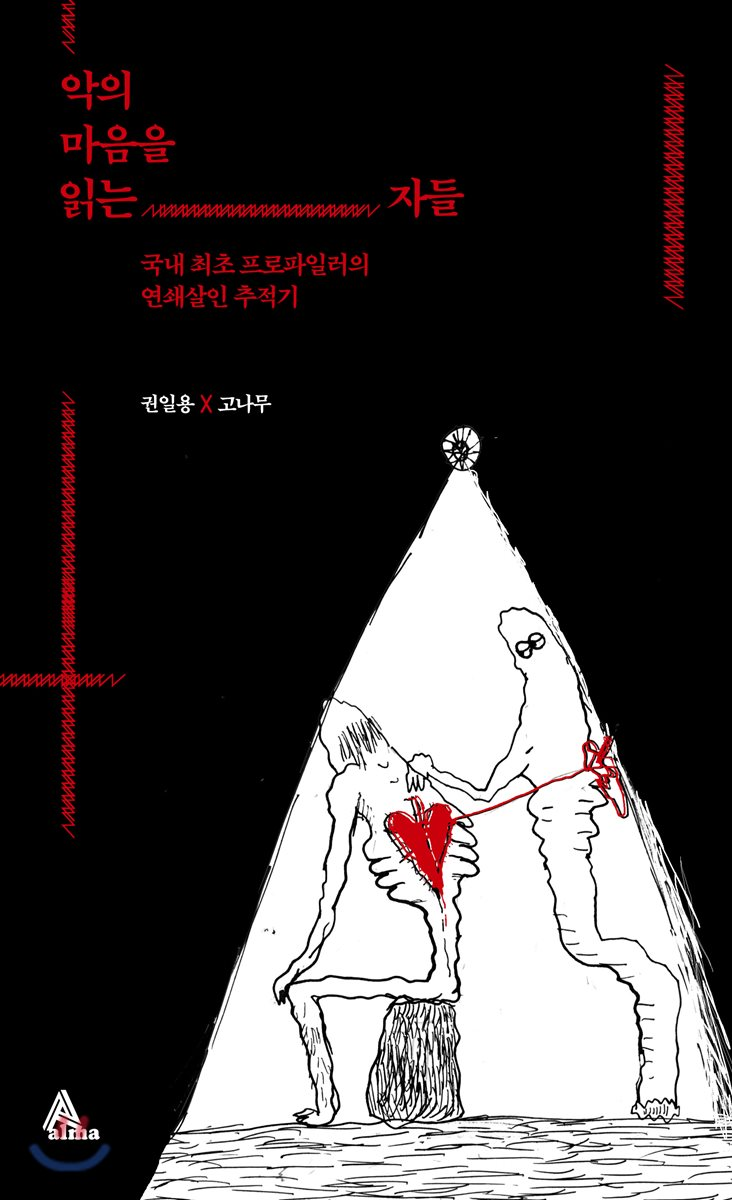 악의
마음을
읽는 자들
국내 최초 프로파일러의
연쇄살인 추적기
권일용 X 고나무
alma